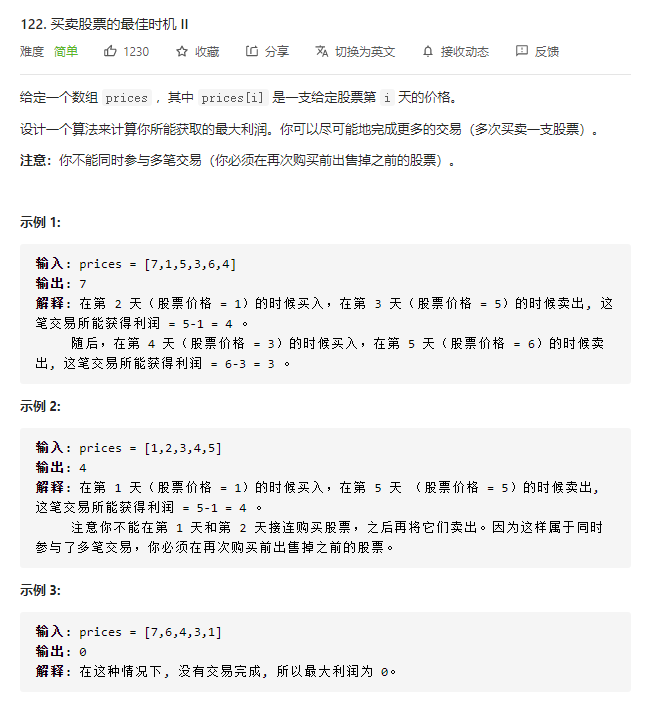 122. 买卖股票的最佳时机 II
难度 简单 1230 收藏 分享 切换为英文 接收动态 反馈
给定一个数组 prices ，其中 prices[i] 是一支给定股票第 i 天的价格。
设计一个算法来计算你所能获取的最大利润。你可以尽可能地完成更多的交易（多次买卖一支股票）。
注意：你不能同时参与多笔交易（你必须在再次购买前出售掉之前的股票）。
示例 1:
输入: prices = [7,1,5,3,6,4]
输出: 7
解释: 在第 2 天（股票价格 = 1）的时候买入，在第 3 天（股票价格 = 5）的时候卖出, 这
笔交易所能获得利润 = 5-1 = 4 。
随后，在第 4 天（股票价格 = 3）的时候买入，在第 5 天（股票价格 = 6）的时候卖
出, 这笔交易所能获得利润 = 6-3 = 3 。
示例 2:
输入: prices = [1,2,3,4,5]
输出: 4
解释: 在第 1 天（股票价格 = 1）的时候买入，在第 5 天 （股票价格 = 5）的时候卖出,
这笔交易所能获得利润 = 5-1 = 4 。
注意你不能在第 1 天和第 2 天接连购买股票，之后再将它们卖出。因为这样属于同时
参与了多笔交易，你必须在再次购买前出售掉之前的股票。
示例 3:
输入: prices = [7,6,4,3,1]
输出: 0
解释: 在这种情况下, 没有交易完成, 所以最大利润为 0。